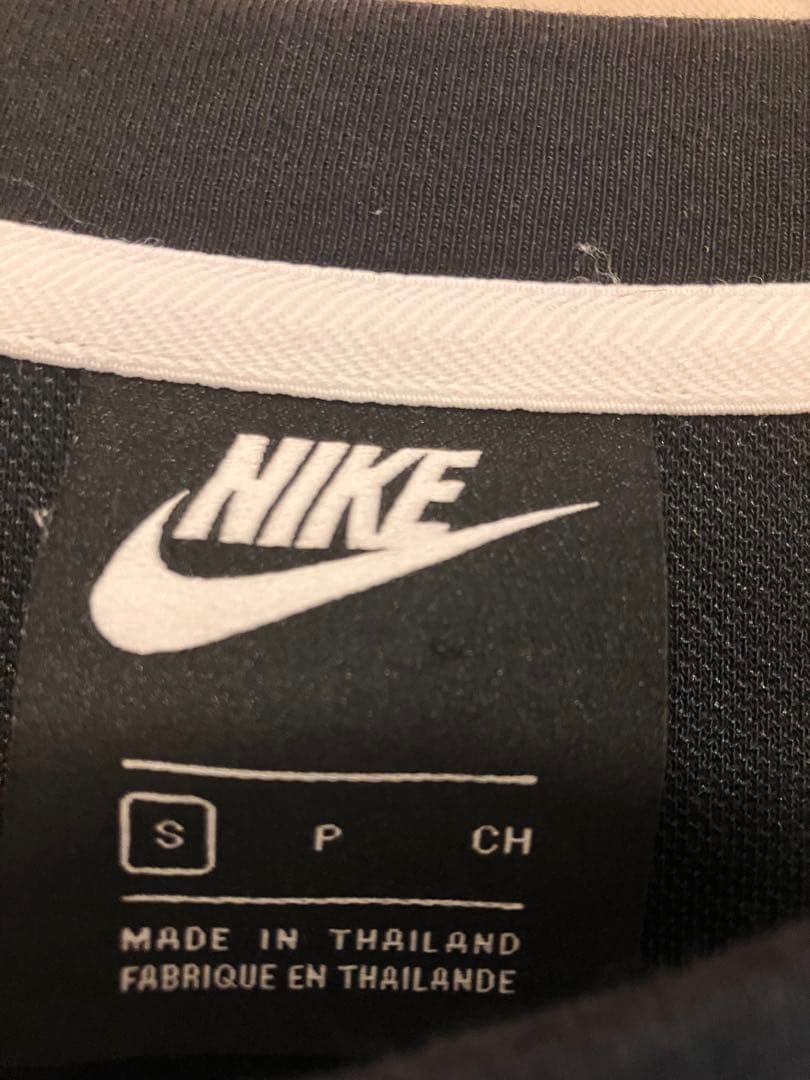 NIKE
S P CH
MADE IN THAILAND
FABRIQUE EN THAILANDE